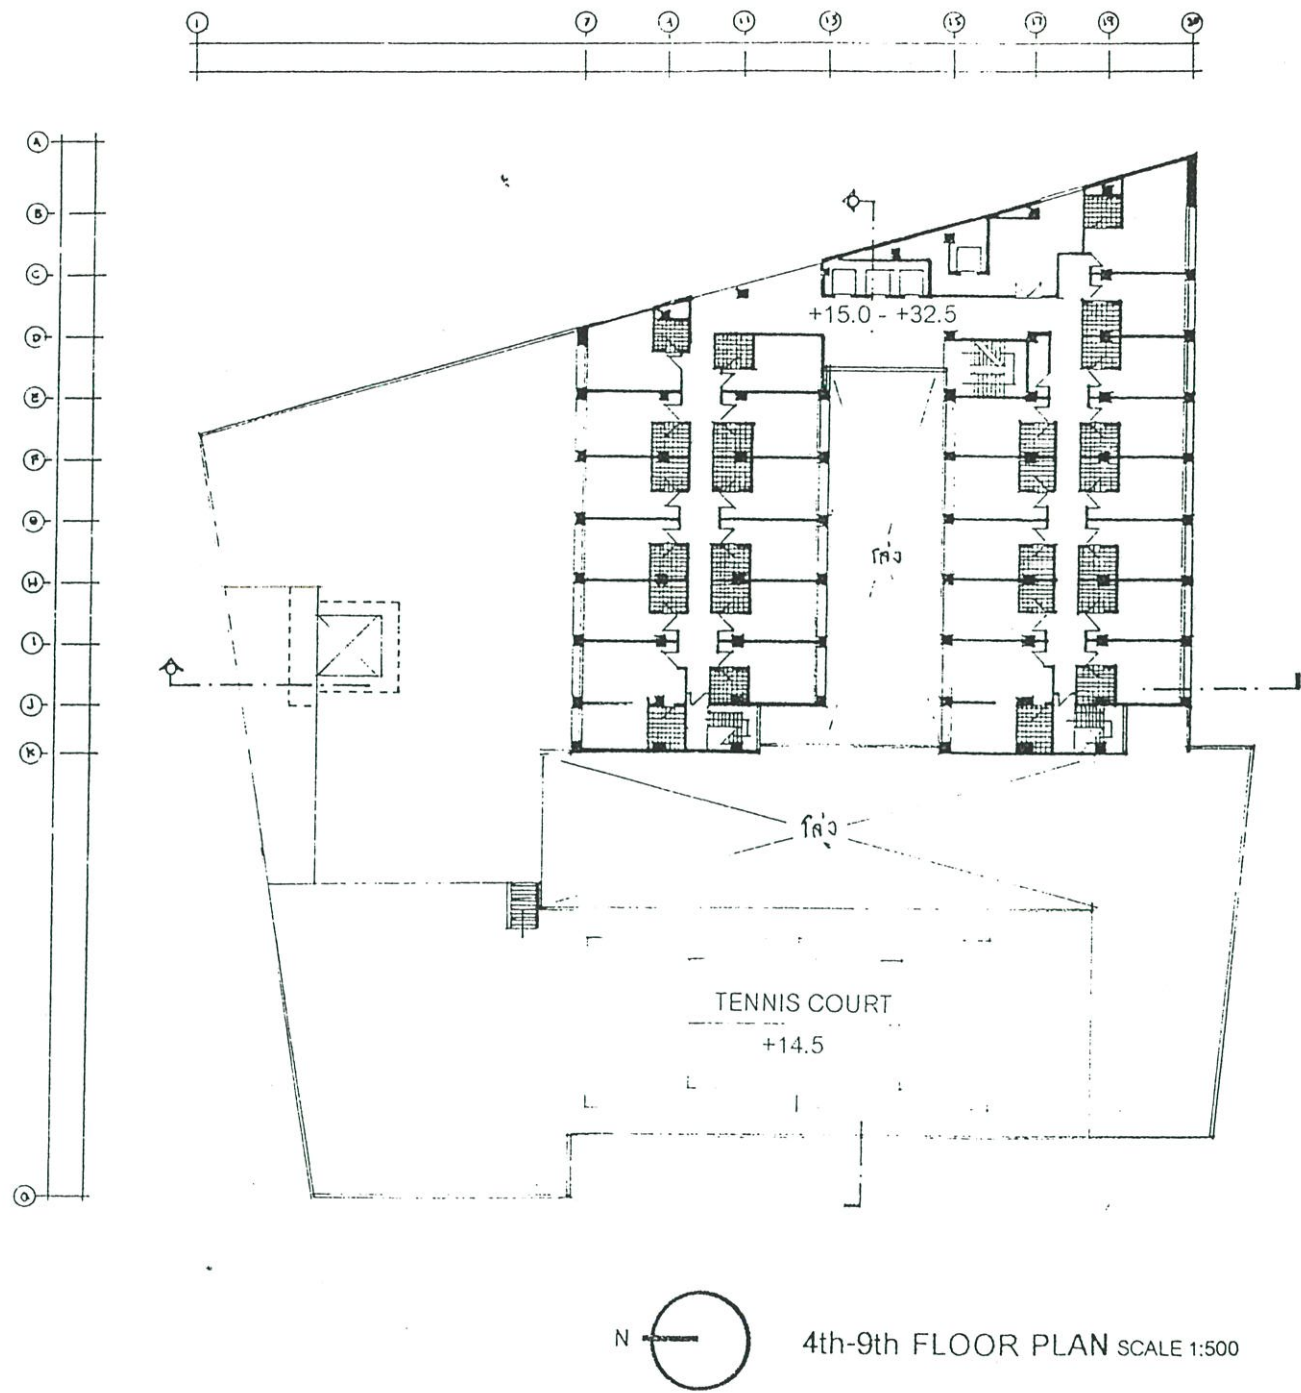 1 7 9 11 13 15 17 19 20
A
B
C
D
E
F
G
H
I
J
K
Q
+15.0 - +32.5
โล่ง
โล่ง
TENNIS COURT
+14.5
N
4th-9th FLOOR PLAN SCALE 1:500